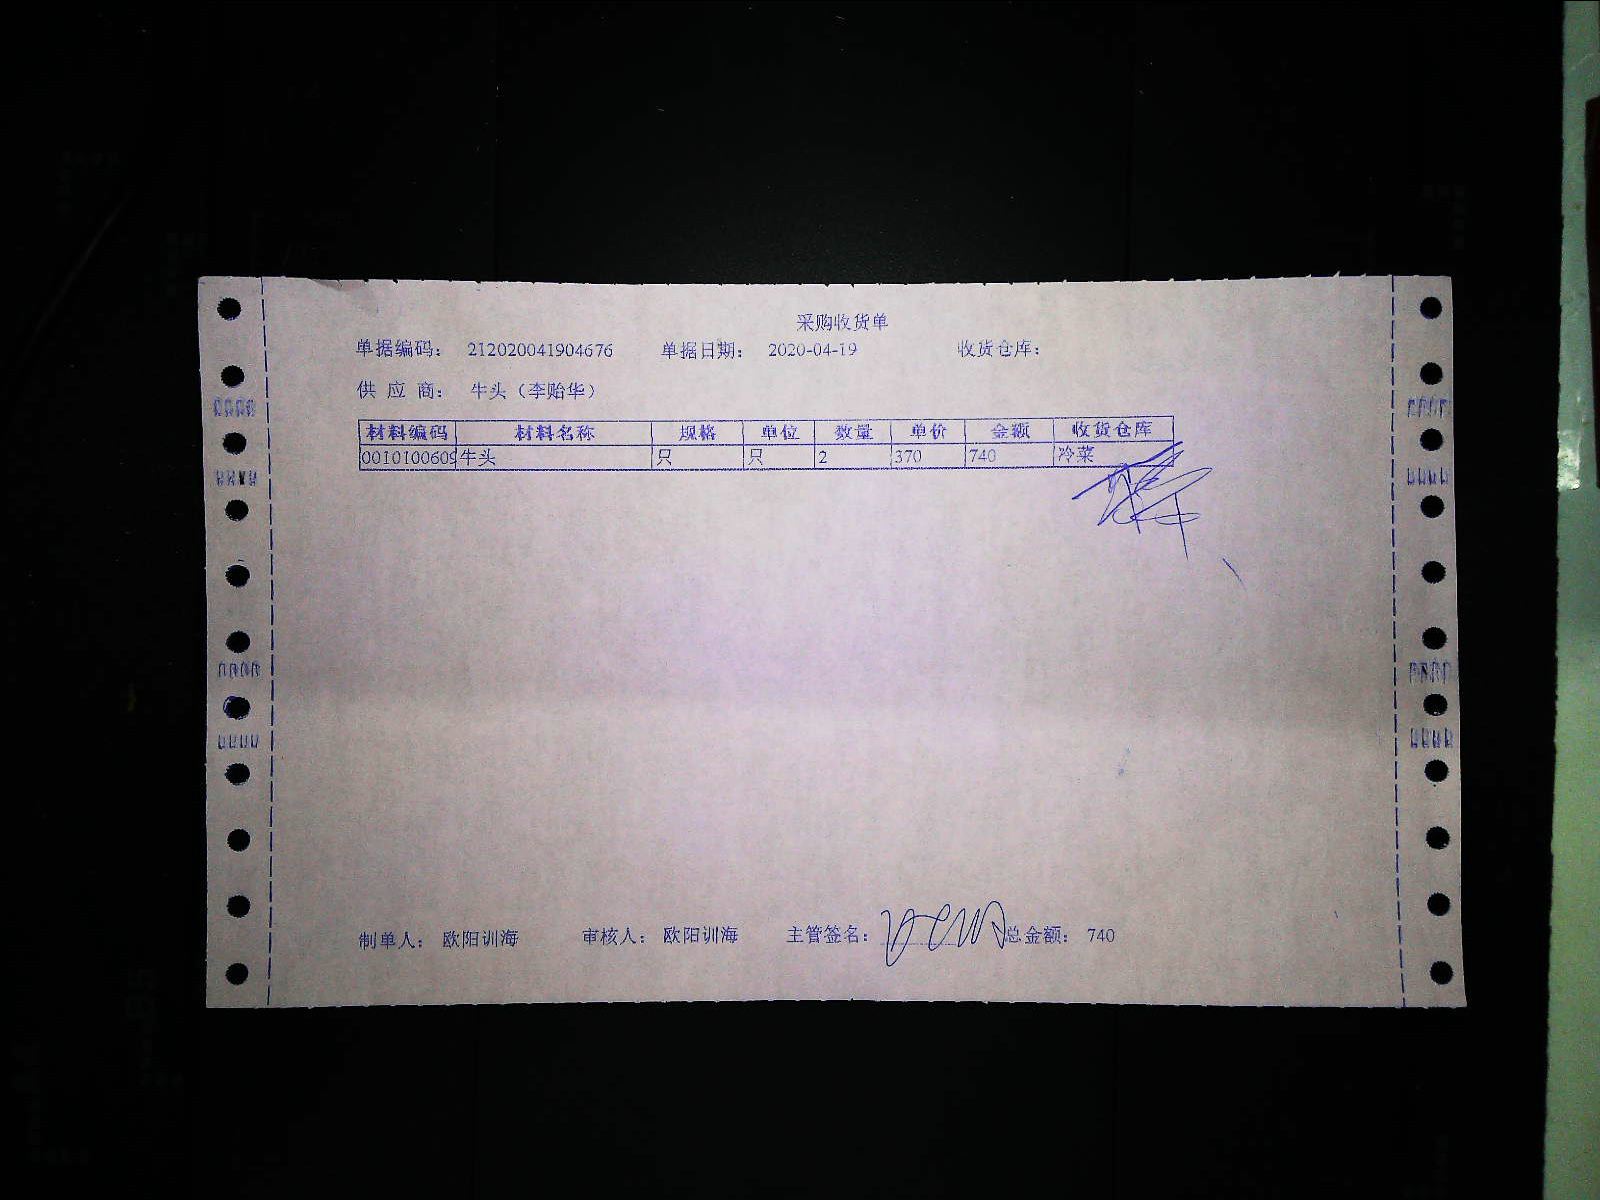 采购收货单
单据编码： 212020041904676 单据日期： 2020-04-19 收货仓库：
供 应 商： 牛头（李贻华）
材料编码 材料名称 规格 单位 数量 单价 金额 收货仓库
0010100609 牛头 只 只 2 370 740 冷菜
制单人： 欧阳训海 审核人： 欧阳训海 主管签名： 总金额： 740